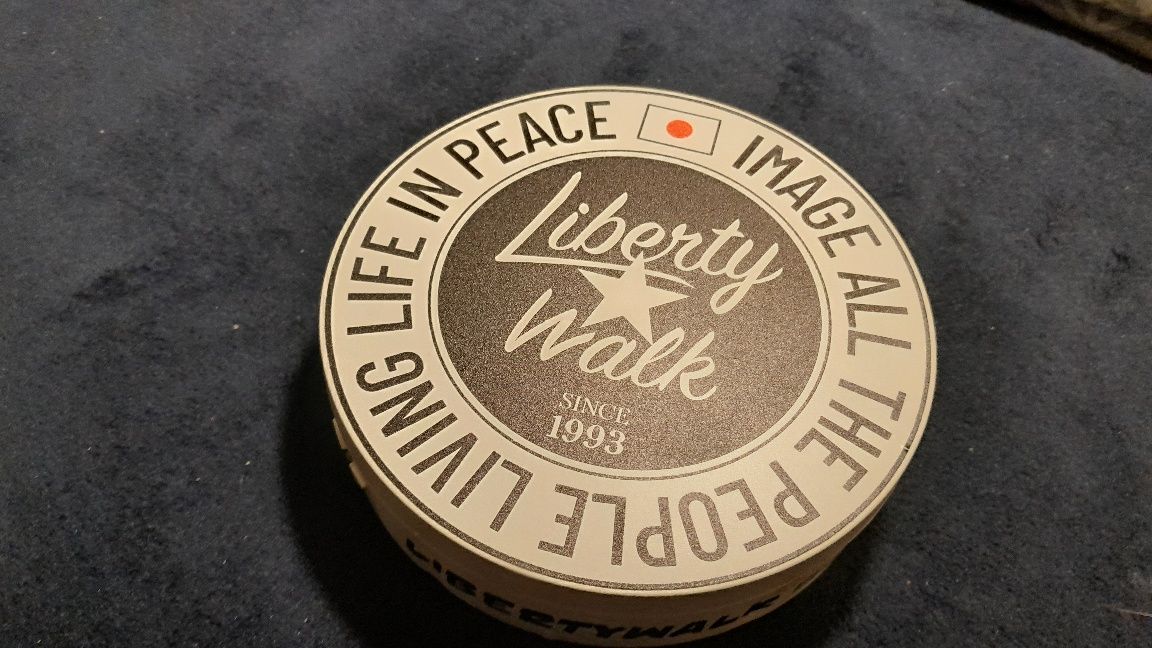 IMAGE ALL THE PEOPLE LIVING LIFE IN PEACE
Liberty
Walk
SINCE
1993
LIBERTYWALK